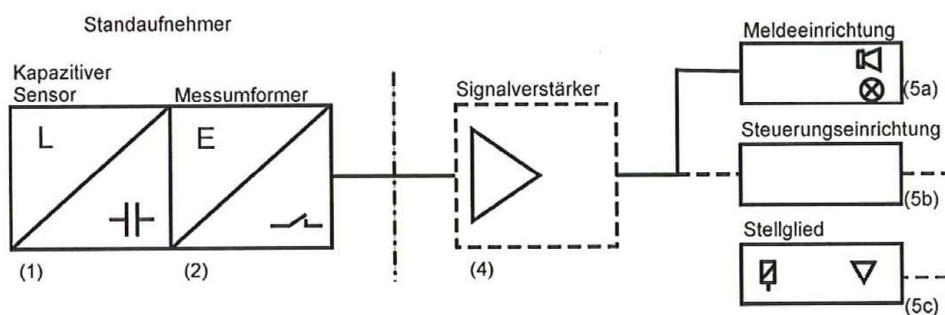 Standaufnehmer
Kapazitiver
Sensor
Messumformer
L
E
(1)
(2)
Signalverstärker
(4)
Meldeeinrichtung
(5a)
Steuerungseinrichtung
(5b)
Stellglied
(5c)